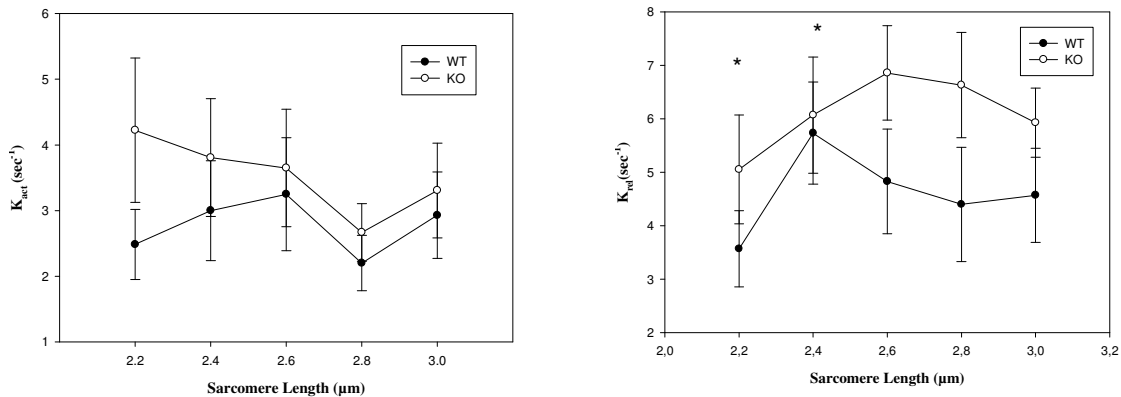 6
5
4
3
2
1
K_act (sec⁻¹)
WT
KO
2.2 2.4 2.6 2.8 3.0
Sarcomere Length (µm)
8
7
6
5
4
3
2
K_rel(sec⁻¹)
*
*
WT
KO
2,0 2,2 2,4 2,6 2,8 3,0 3,2
Sarcomere Length (µm)